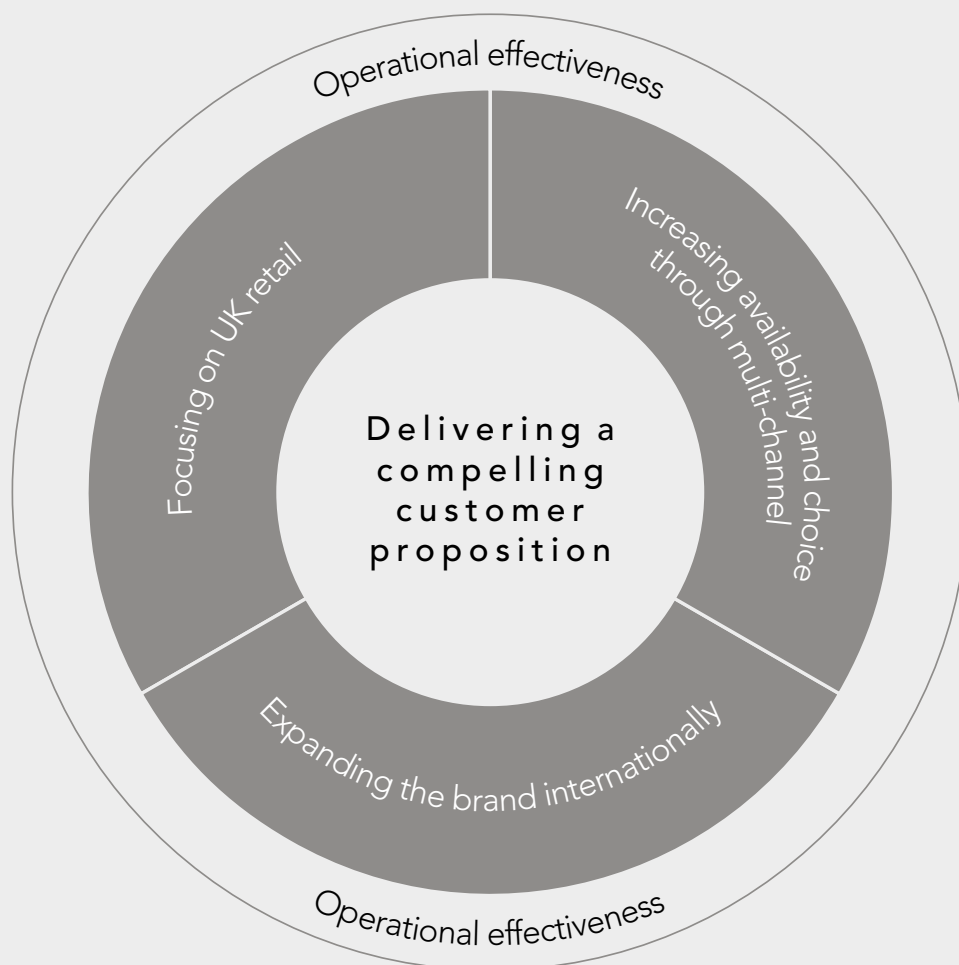 Operational effectiveness
Focusing on UK retail
Increasing availability and choice
through multi-channel
Delivering a
compelling
customer
proposition
Expanding the brand internationally
Operational effectiveness